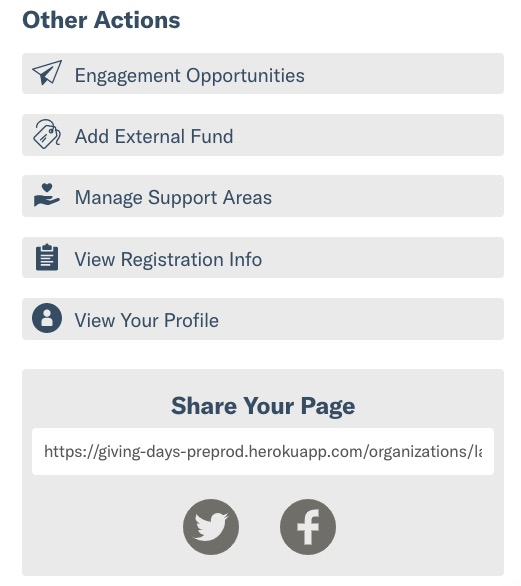 Other Actions
Engagement Opportunities
Add External Fund
Manage Support Areas
View Registration Info
View Your Profile
Share Your Page
https://giving-days-preprod.herokuapp.com/organizations/